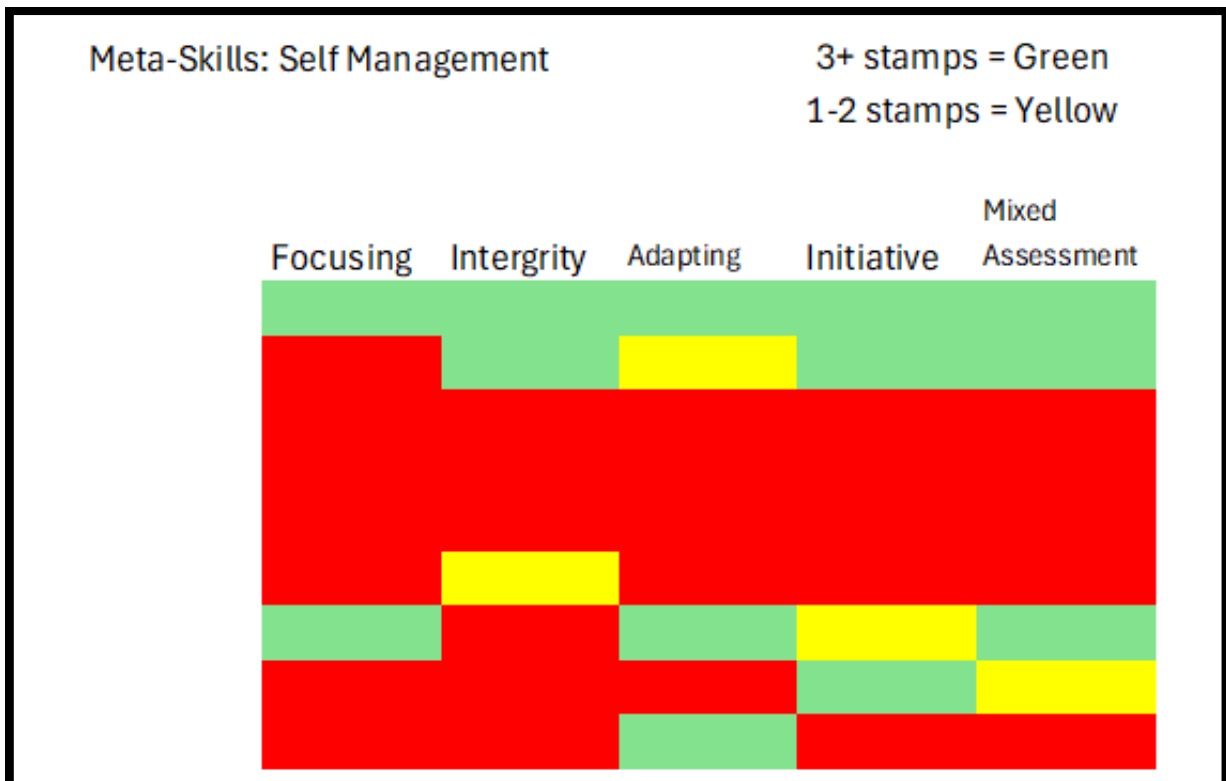 Meta-Skills: Self Management
3+ stamps = Green
1-2 stamps = Yellow
Mixed
Focusing Intergrity Adapting Initiative Assessment